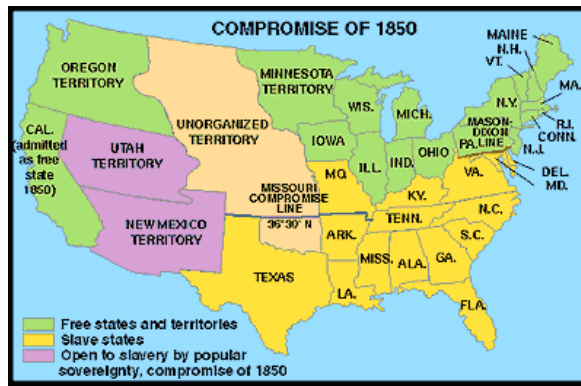 COMPROMISE OF 1850
MAINE
N.H.
VT.
OREGON
TERRITORY
MINNESOTA
TERRITORY
MA.
N.Y.
WIS.
MICH.
R.I.
CONN.
CAL.
(admitted
as free
state
1850)
UNORGANIZED
TERRITORY
MASON-
DIXON
LINE
PA.
N.J.
UTAH
TERRITORY
IOWA
ILL.
IND.
OHIO
DEL.
MD.
MO.
VA.
KY.
MISSOURI
COMPROMISE
LINE
36°30' N
NEW MEXICO
TERRITORY
TENN.
N.C.
ARK.
S.C.
TEXAS
MISS.
ALA.
GA.
LA.
FLA.
Free states and territories
Slave states
Open to slavery by popular
sovereignty, compromise of 1850